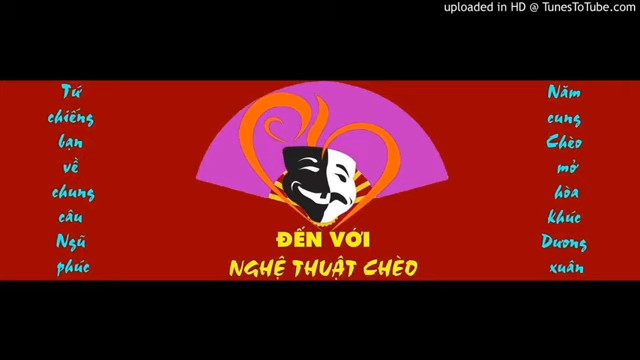 uploaded in HD @ TunesToTube.com
Tứ
chiếng
bạn
về
chung
câu
Ngũ
phúc
ĐẾN VỚI
NGHỆ THUẬT CHÈO
Năm
cung
Chèo
mở
hòa
khúc
Dương
xuân